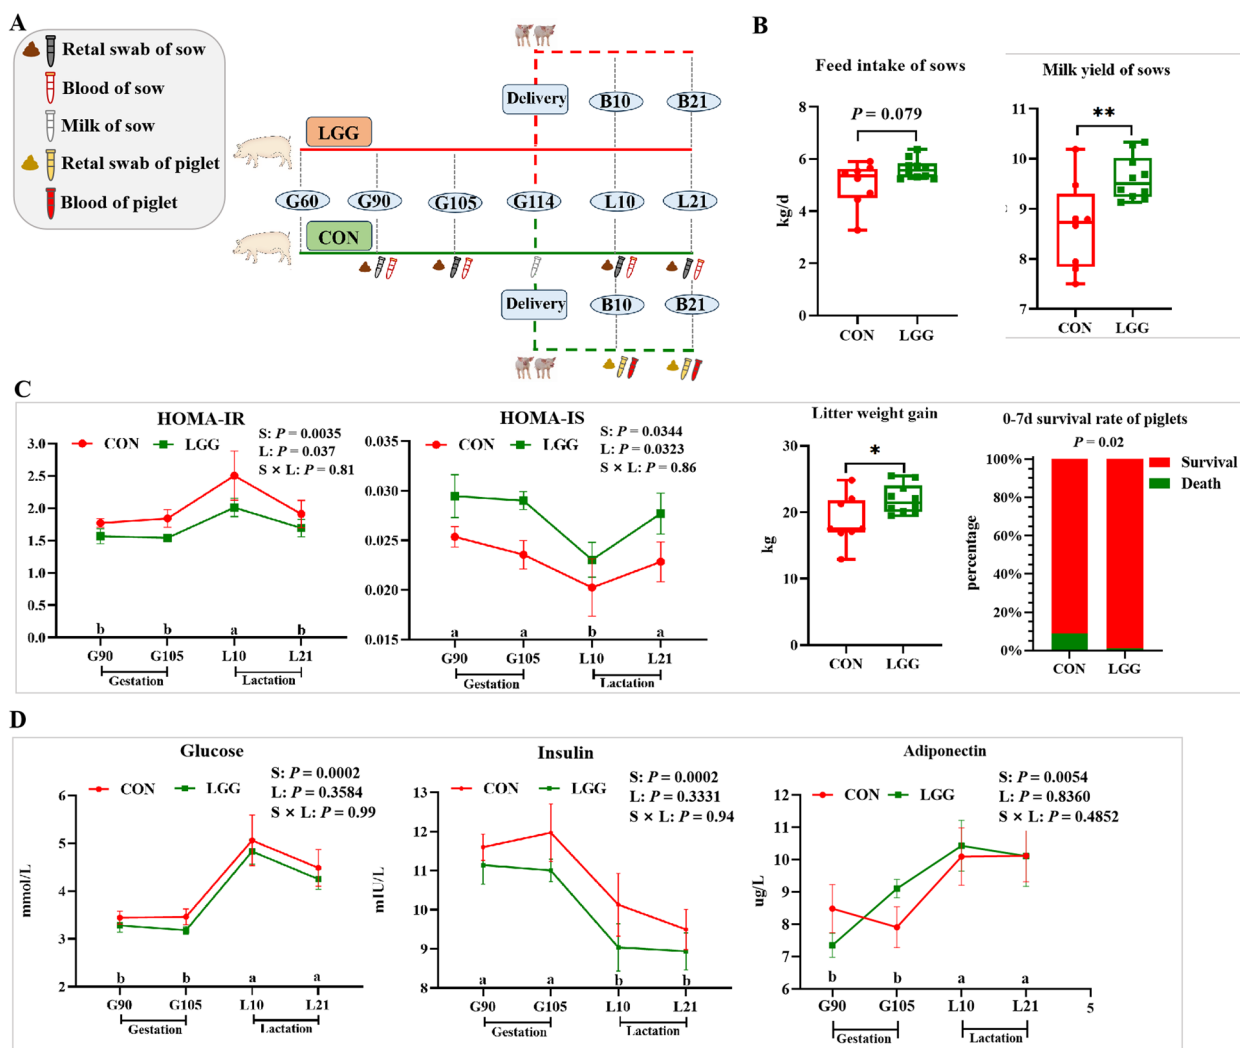 A
Retal swab of sow
Blood of sow
Milk of sow
Retal swab of piglet
Blood of piglet
Delivery
B10
B21
LGG
G60
G90
G105
G114
L10
L21
CON
Delivery
B10
B21
B
Feed intake of sows
P = 0.079
kg/d
8
6
4
2
0
CON
LGG
Milk yield of sows
**
11
10
9
8
7
CON
LGG
C
HOMA-IR
CON
LGG
S: P = 0.0035
L: P = 0.037
S × L: P = 0.81
3.0
2.5
2.0
1.5
1.0
0.5
0.0
b
b
a
b
G90
G105
L10
L21
Gestation
Lactation
HOMA-IS
CON
LGG
S: P = 0.0344
L: P = 0.0323
S × L: P = 0.86
0.035
0.030
0.025
0.020
0.015
a
a
b
a
G90
G105
L10
L21
Gestation
Lactation
Litter weight gain
*
kg
30
20
10
0
CON
LGG
0-7d survival rate of piglets
P = 0.02
Survival
Death
percentage
100%
80%
60%
40%
20%
0%
CON
LGG
D
Glucose
CON
LGG
S: P = 0.0002
L: P = 0.3584
S × L: P = 0.99
mmol/L
6
5
4
3
2
b
b
a
a
G90
G105
L10
L21
Gestation
Lactation
Insulin
CON
LGG
S: P = 0.0002
L: P = 0.3331
S × L: P = 0.94
mIU/L
13
12
11
10
9
8
a
a
b
b
G90
G105
L10
L21
Gestation
Lactation
Adiponectin
CON
LGG
S: P = 0.0054
L: P = 0.8360
S × L: P = 0.4852
ug/L
12
11
10
9
8
7
6
b
b
a
a
G90
G105
L10
L21
5
Gestation
Lactation